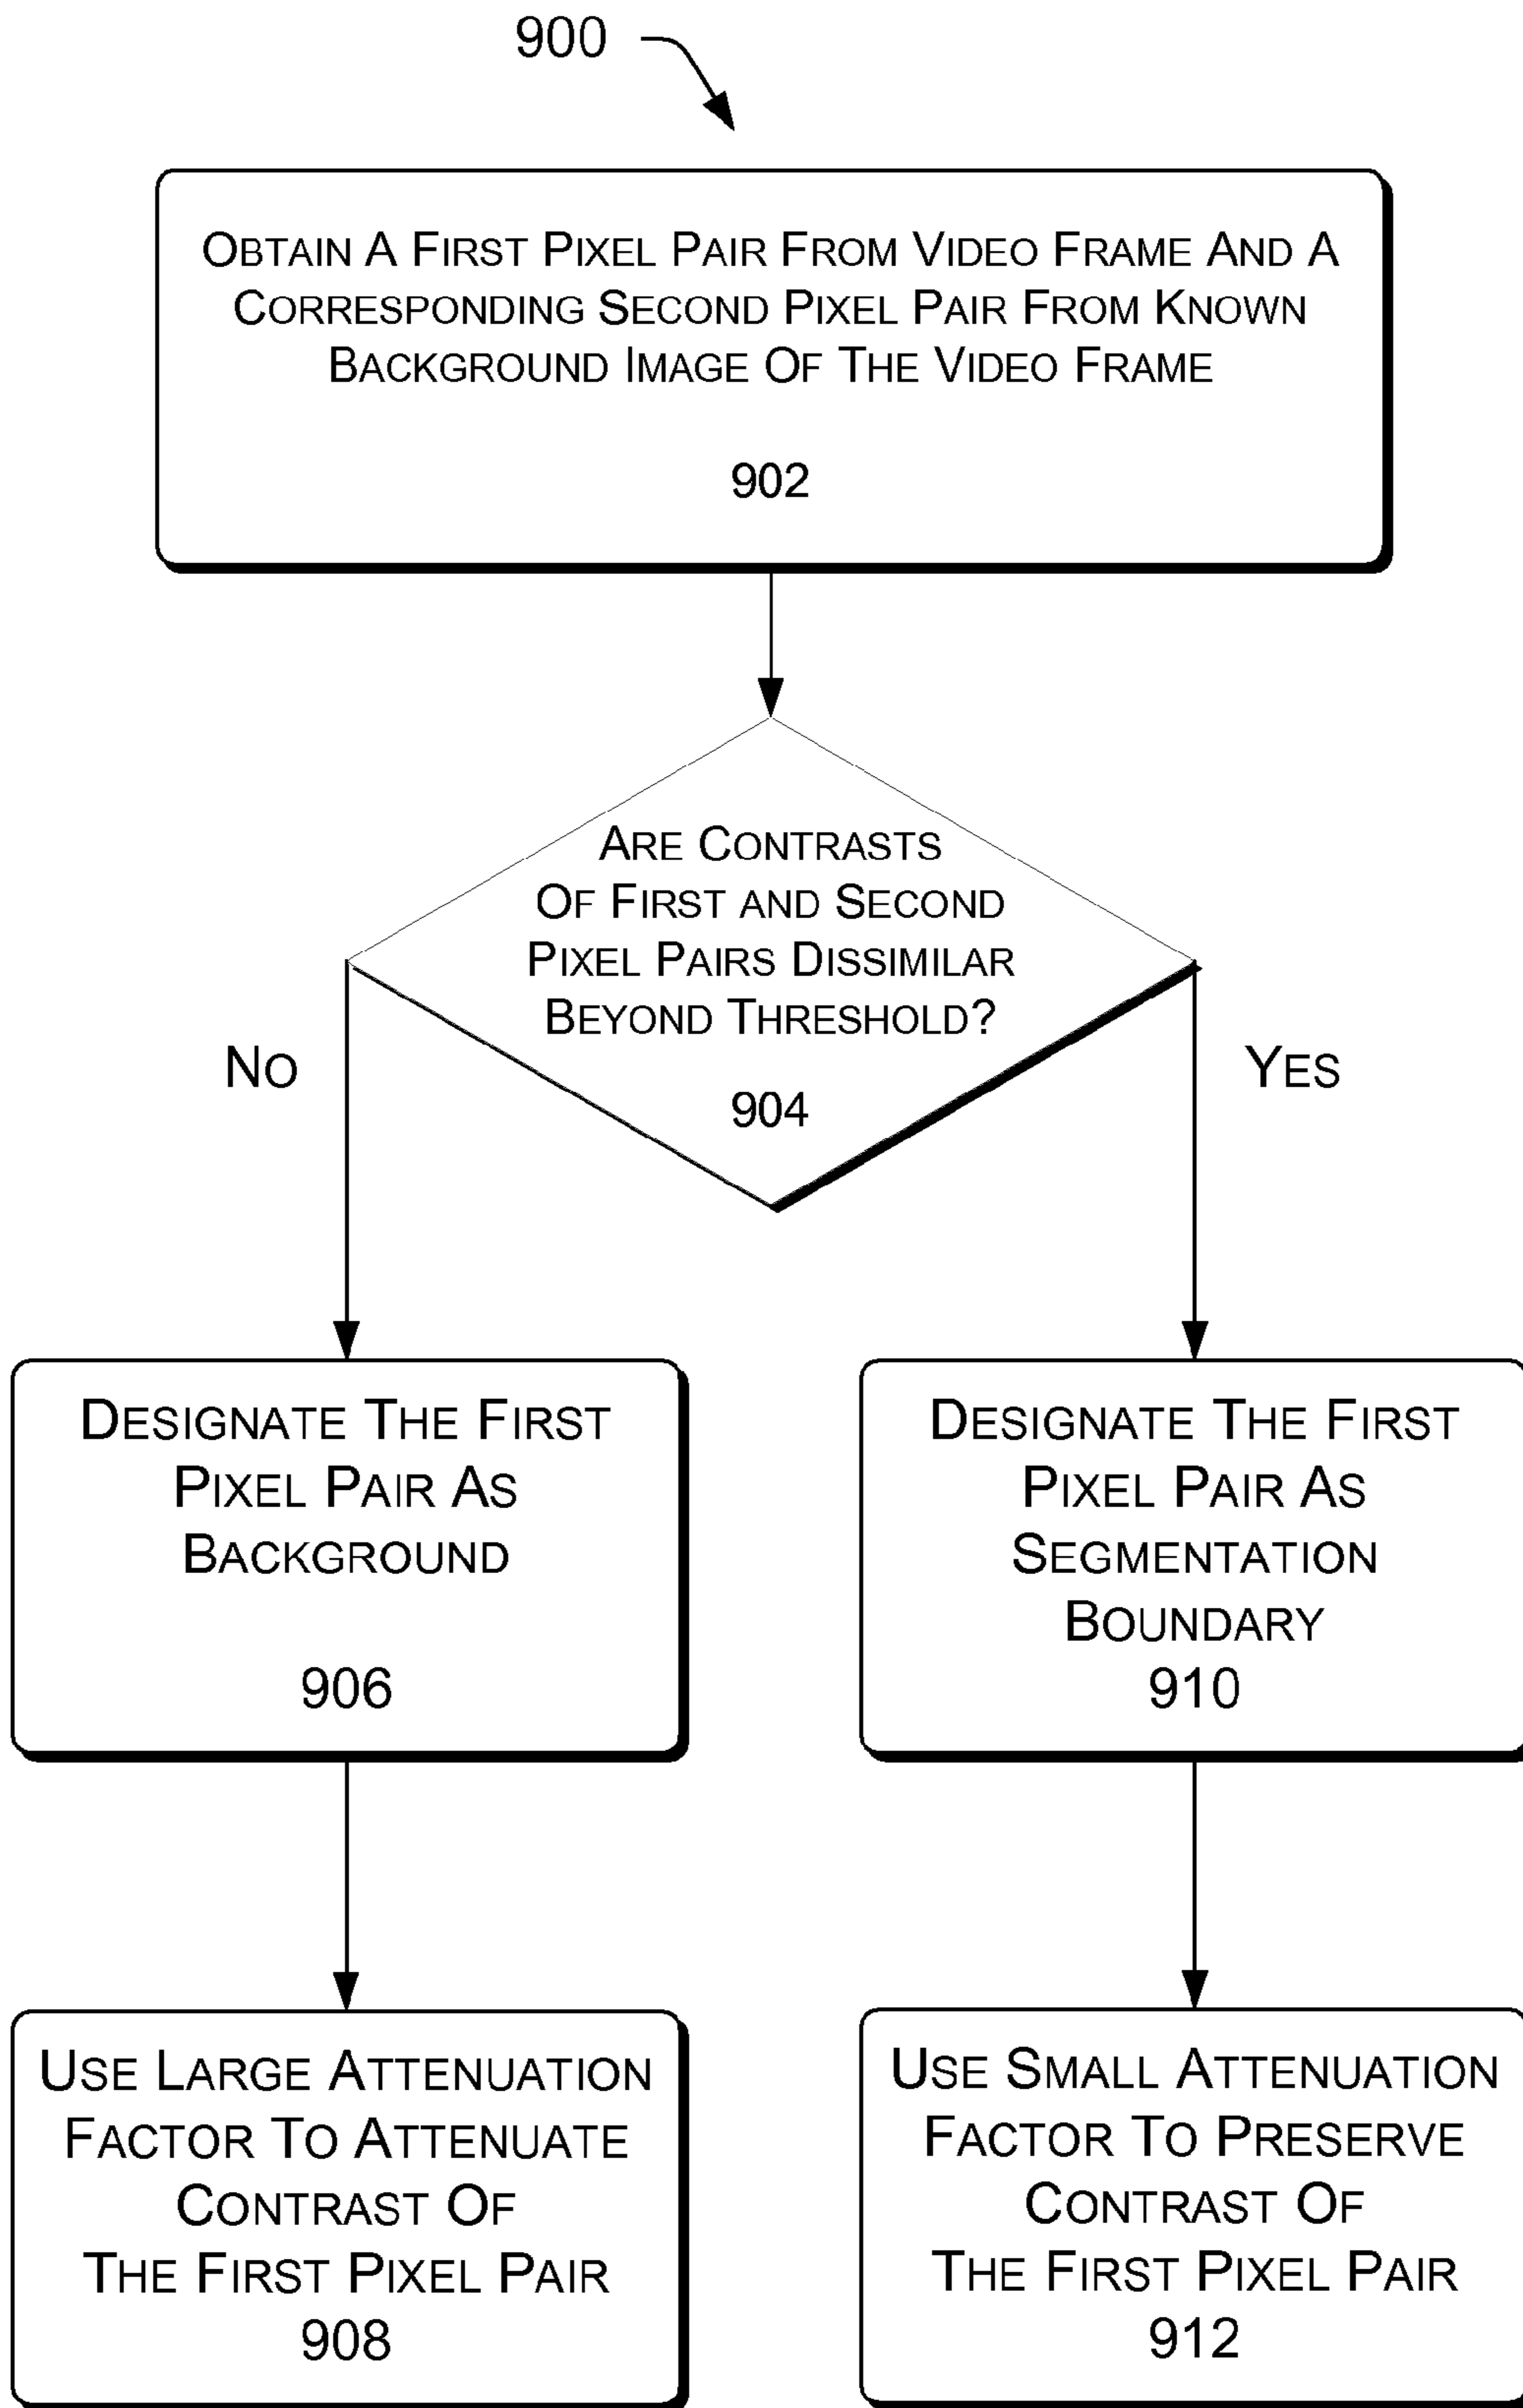 900
OBTAIN A FIRST PIXEL PAIR FROM VIDEO FRAME AND A
CORRESPONDING SECOND PIXEL PAIR FROM KNOWN
BACKGROUND IMAGE OF THE VIDEO FRAME
902
ARE CONTRASTS
OF FIRST AND SECOND
PIXEL PAIRS DISSIMILAR
BEYOND THRESHOLD?
904
NO
YES
DESIGNATE THE FIRST
PIXEL PAIR AS
BACKGROUND
906
DESIGNATE THE FIRST
PIXEL PAIR AS
SEGMENTATION
BOUNDARY
910
USE LARGE ATTENUATION
FACTOR TO ATTENUATE
CONTRAST OF
THE FIRST PIXEL PAIR
908
USE SMALL ATTENUATION
FACTOR TO PRESERVE
CONTRAST OF
THE FIRST PIXEL PAIR
912